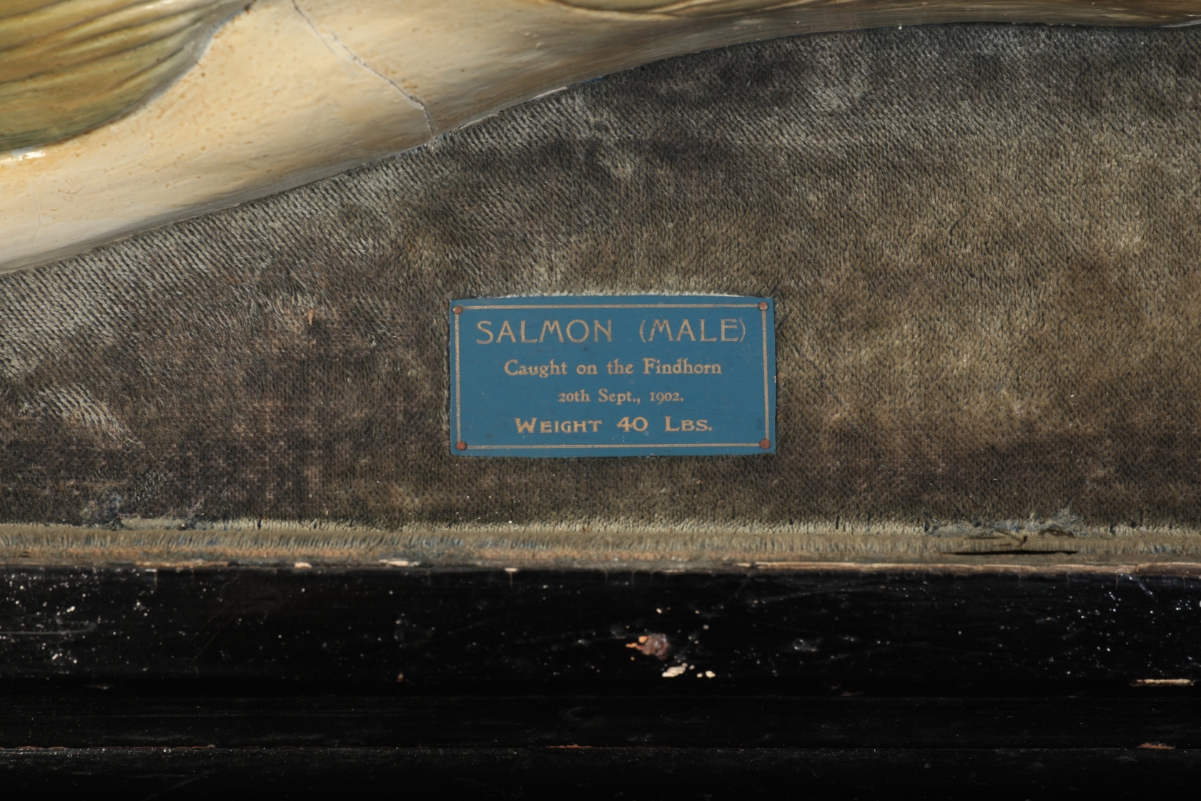 SALMON (MALE)
Caught on the Findhorn
20th Sept., 1902.
WEIGHT 40 LBS.